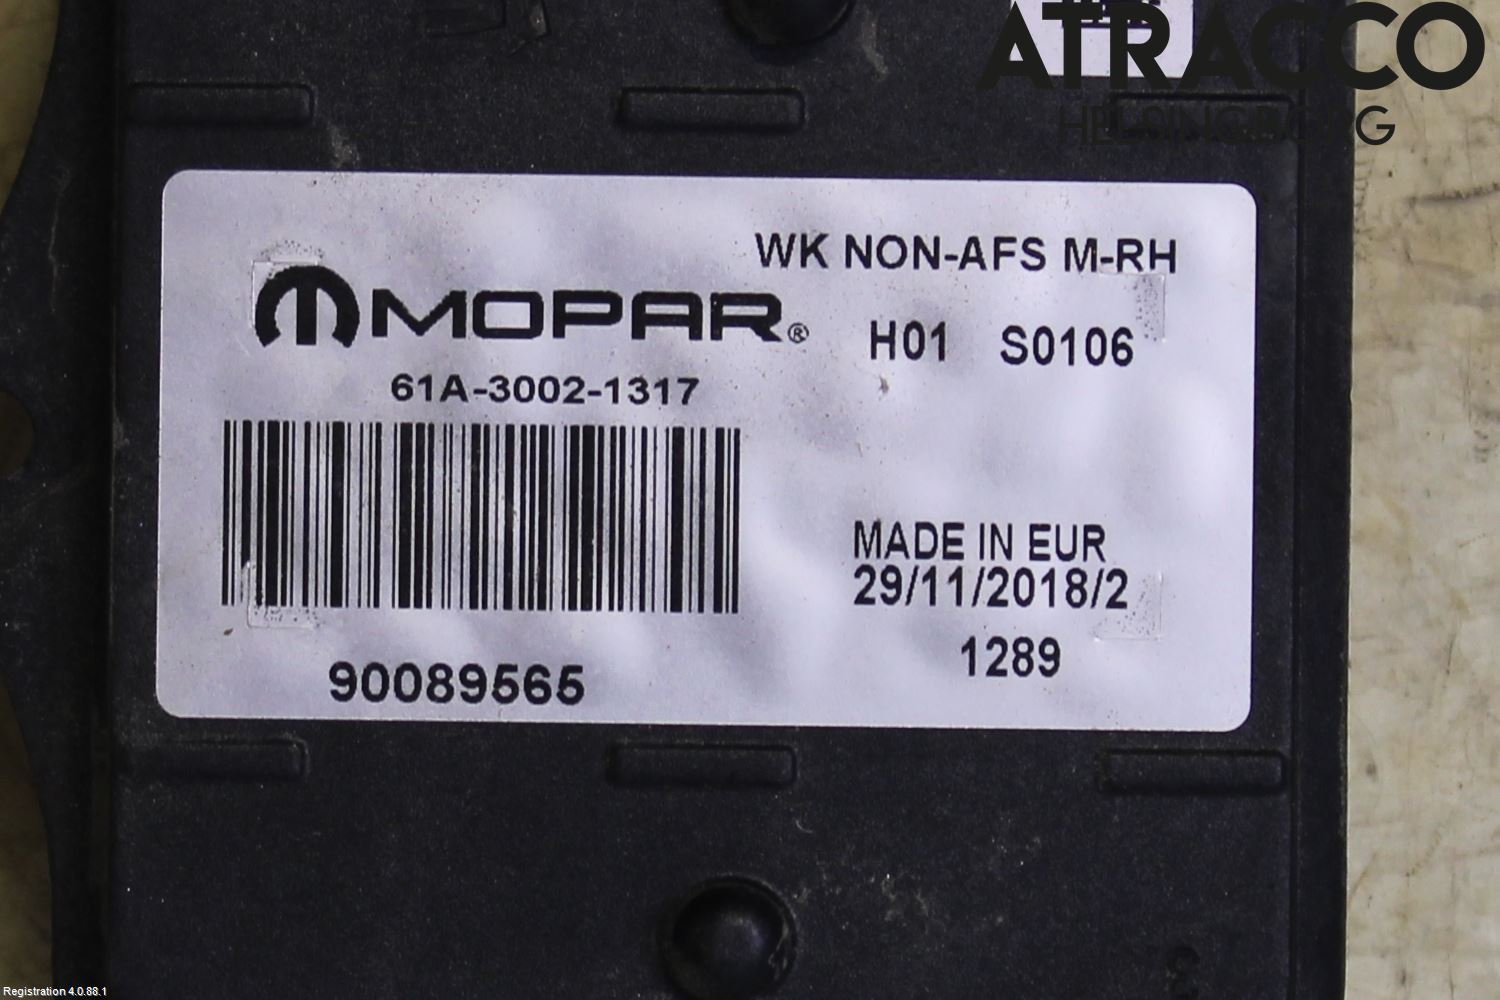 ATRACCO
HELSINGBORG
WK NON-AFS M-RH
MOPAR®
H01 S0106
61A-3002-1317
MADE IN EUR
29/11/2018/2
1289
90089565
Registration 4.0.88.1